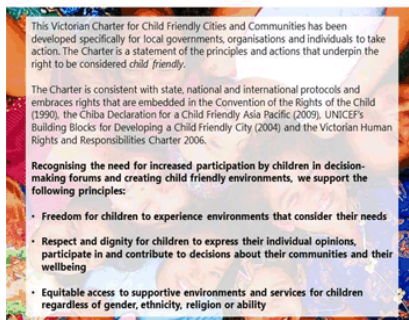 This Victorian Charter for Child Friendly Cities and Communities has been
developed specifically for local governments, organisations and individuals to take
action. The Charter is a statement of the principles and actions that underpin the
right to be considered child friendly.
The Charter is consistent with state, national and international protocols and
embraces rights that are embedded in the Convention of the Rights of the Child
(1990), the Chiba Declaration for a Child Friendly Asia Pacific (2009), UNICEF's
Building Blocks for Developing a Child Friendly City (2004) and the Victorian Human
Rights and Responsibilities Charter 2006.
Recognising the need for increased participation by children in decision-
making forums and creating child friendly environments, we support the
following principles:
• Freedom for children to experience environments that consider their needs
• Respect and dignity for children to express their individual opinions,
participate in and contribute to decisions about their communities and their
wellbeing
• Equitable access to supportive environments and services for children
regardless of gender, ethnicity, religion or ability